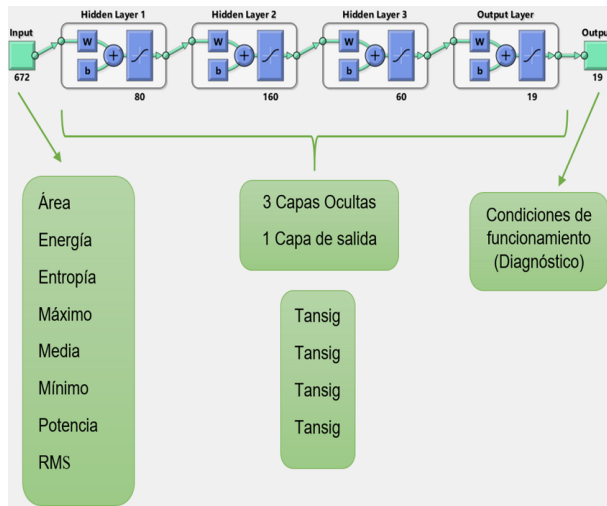 Hidden Layer 1
Hidden Layer 2
Hidden Layer 3
Output Layer
Input
Outpu
W
b
+
W
b
+
W
b
+
W
b
+
672
80
160
60
19
19
Área
Energía
Entropía
Máximo
Media
Mínimo
Potencia
RMS
3 Capas Ocultas
1 Capa de salida
Tansig
Tansig
Tansig
Tansig
Condiciones de
funcionamiento
(Diagnóstico)